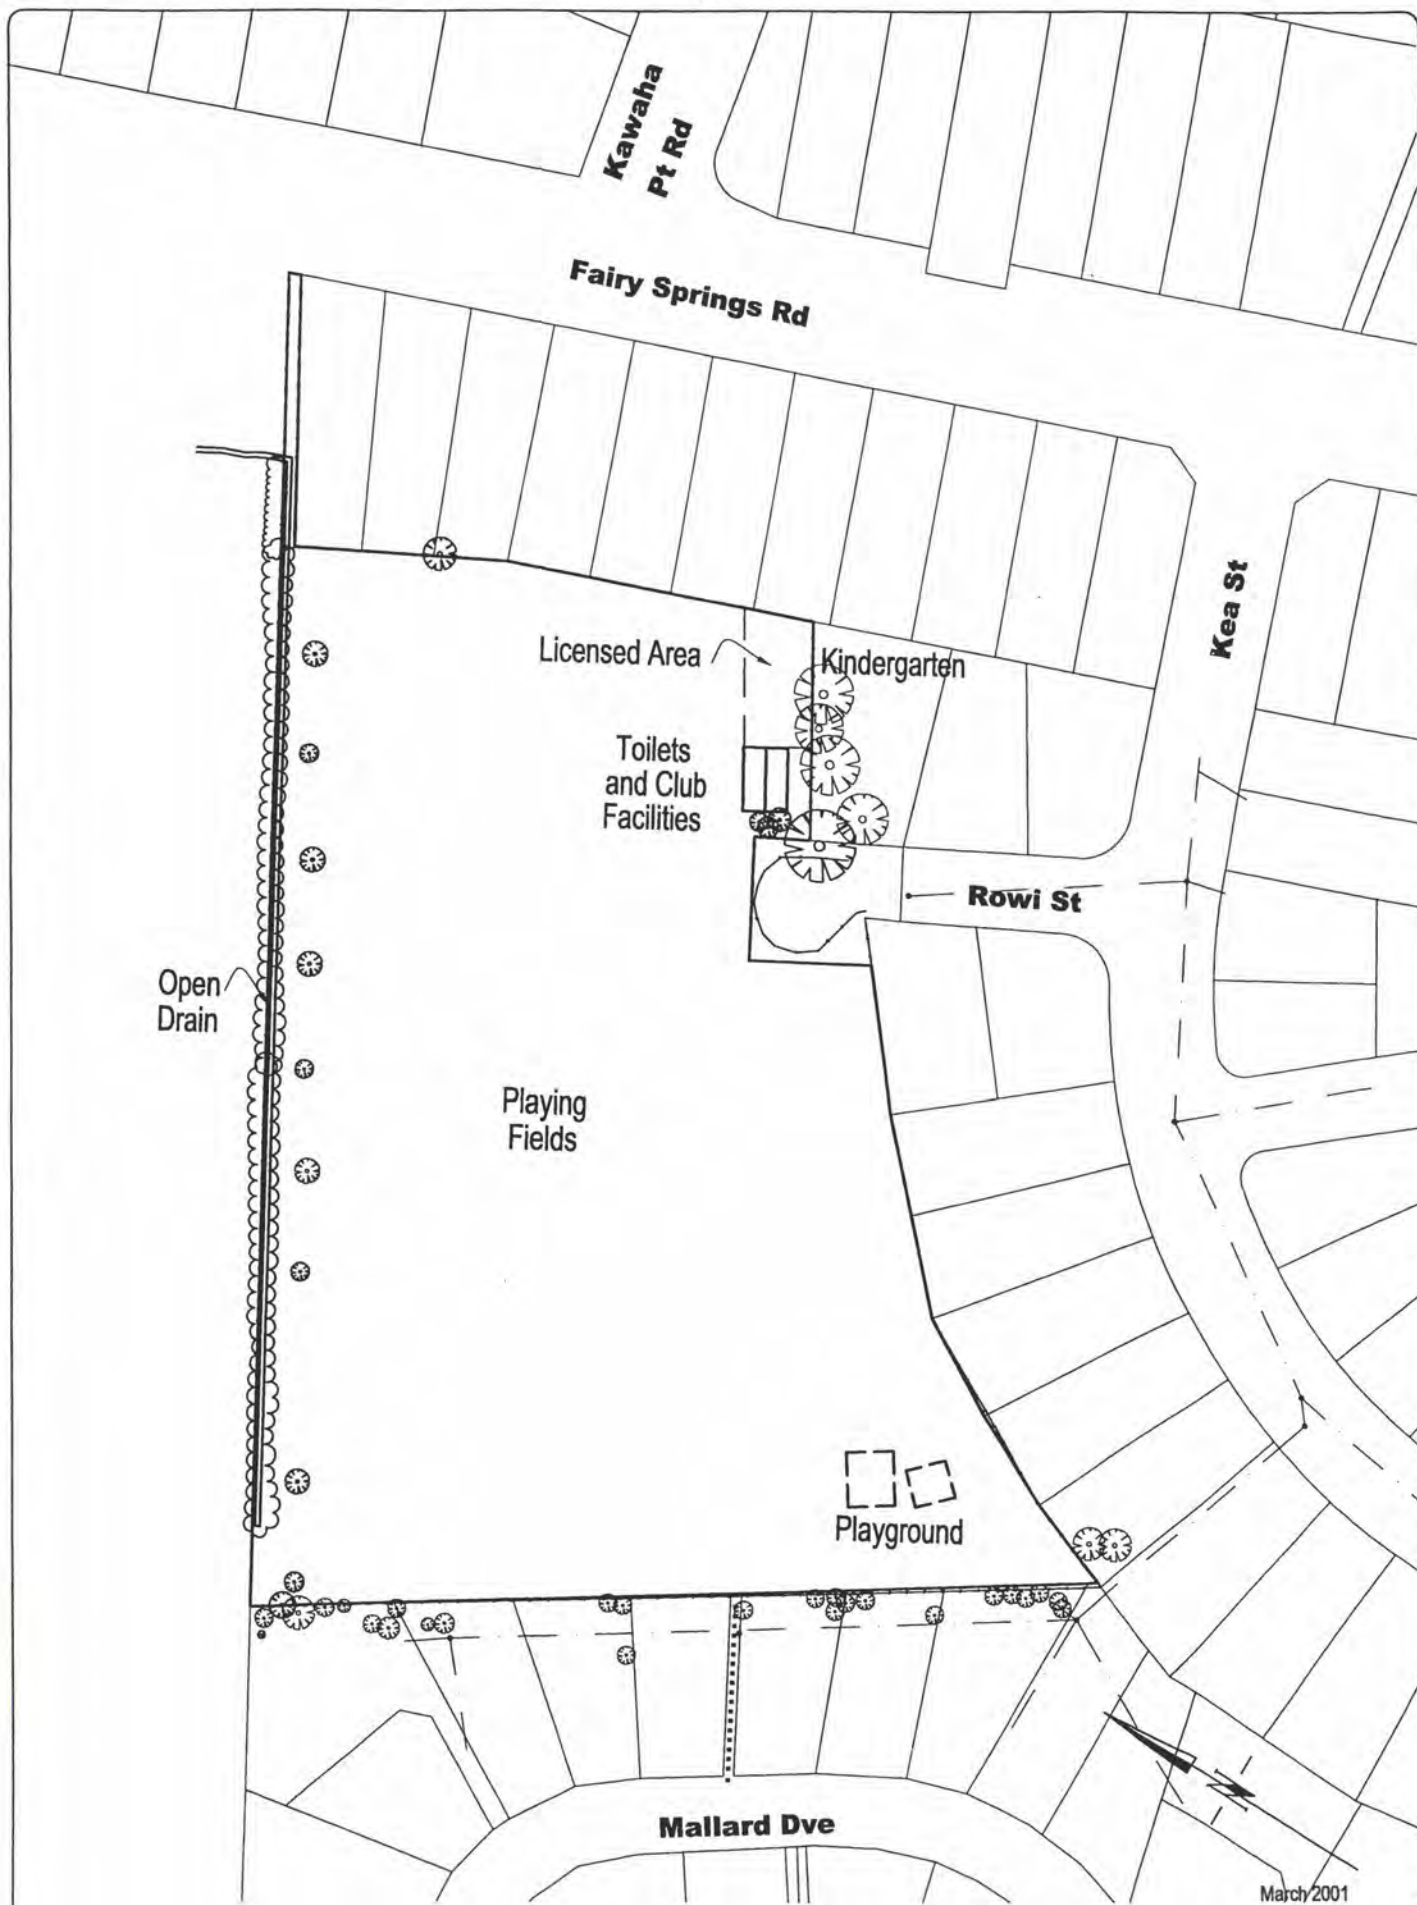 Kawaha
Pt Rd
Fairy Springs Rd
Kea St
Licensed Area
Kindergarten
Toilets
and Club
Facilities
Rowi St
Open
Drain
Playing
Fields
Playground
N
Mallard Dve
March 2001